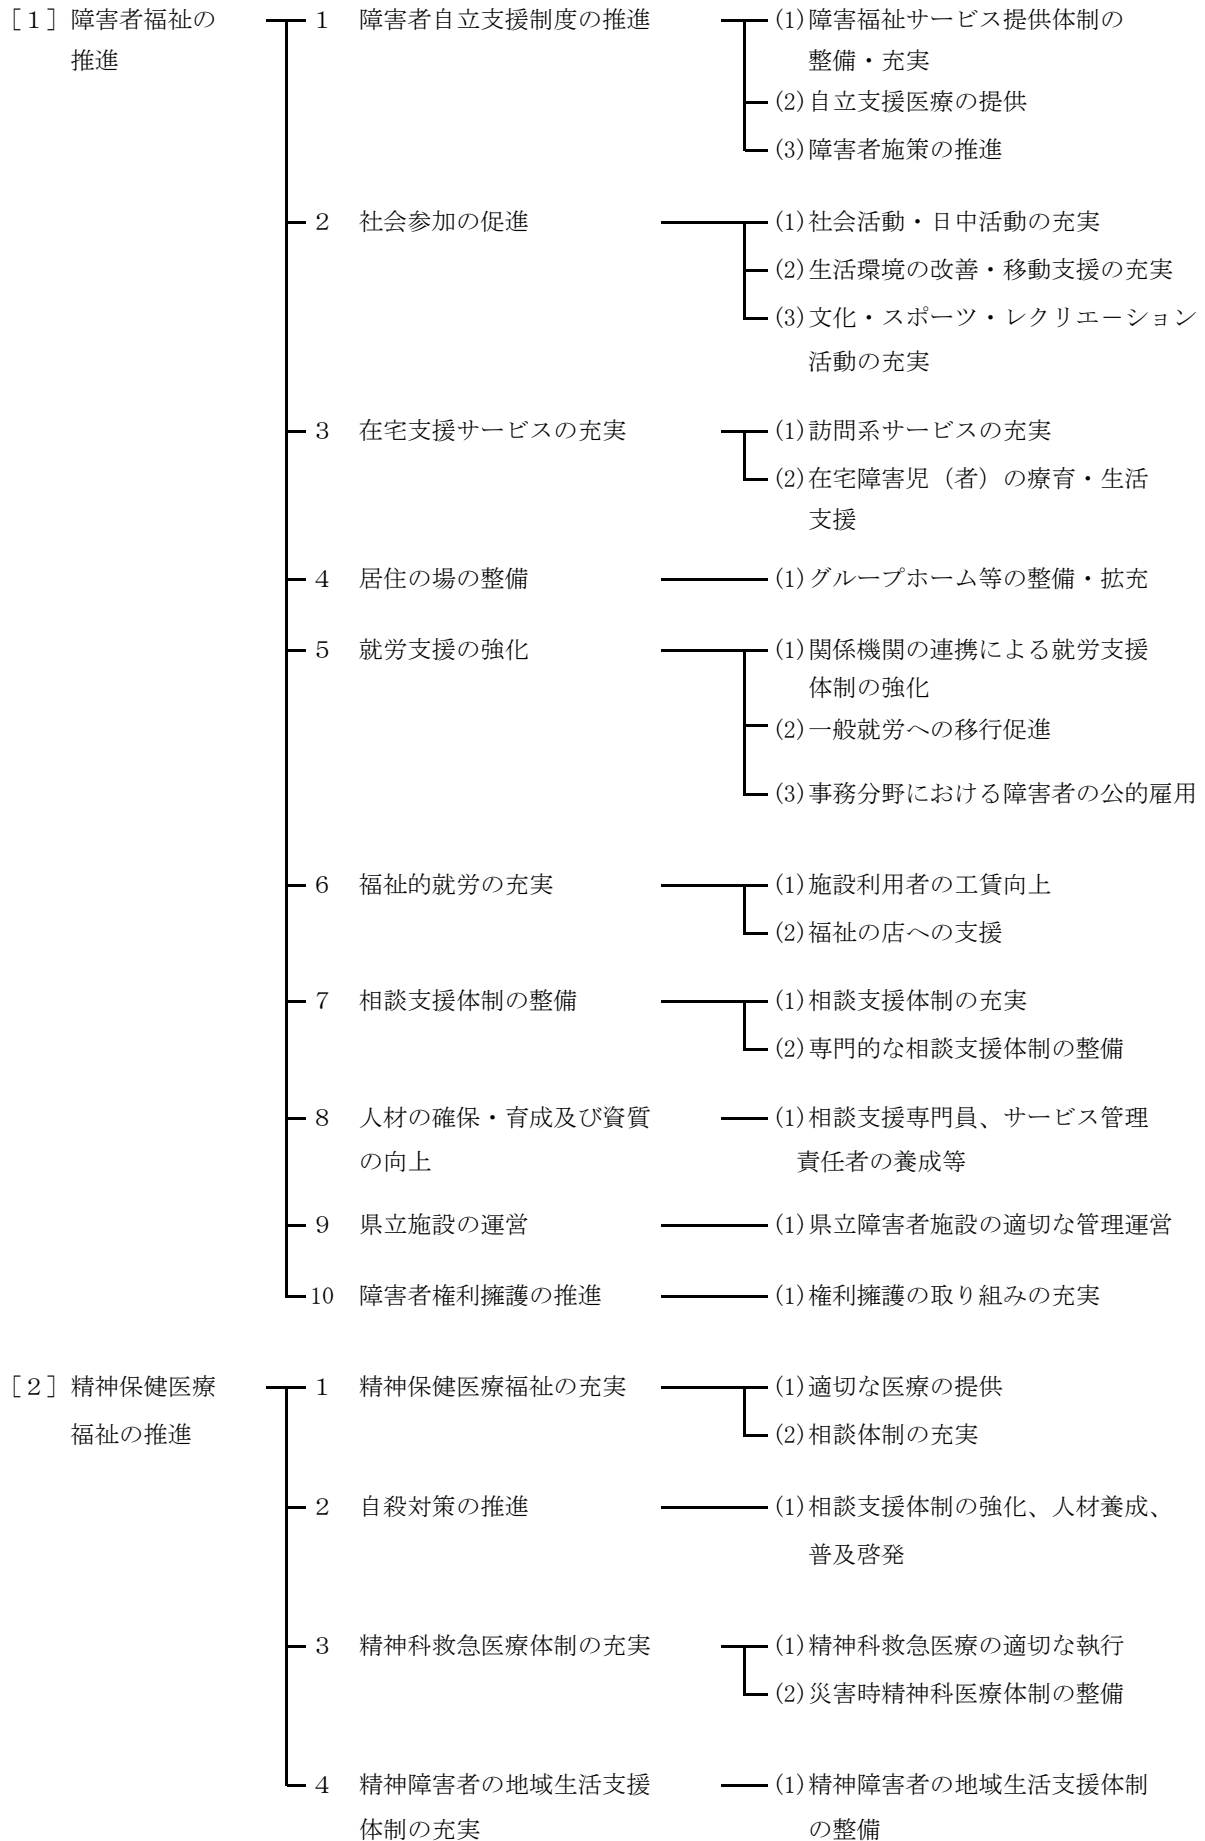 ［１］障害者福祉の　１　障害者自立支援制度の推進　(1)障害福祉サービス提供体制の
推進　整備・充実
(2)自立支援医療の提供
(3)障害者施策の推進
２　社会参加の促進　(1)社会活動・日中活動の充実
(2)生活環境の改善・移動支援の充実
(3)文化・スポーツ・レクリエーション
活動の充実
３　在宅支援サービスの充実　(1)訪問系サービスの充実
(2)在宅障害児（者）の療育・生活
支援
４　居住の場の整備　(1)グループホーム等の整備・拡充
５　就労支援の強化　(1)関係機関の連携による就労支援
体制の強化
(2)一般就労への移行促進
(3)事務分野における障害者の公的雇用
６　福祉的就労の充実　(1)施設利用者の工賃向上
(2)福祉の店への支援
７　相談支援体制の整備　(1)相談支援体制の充実
(2)専門的な相談支援体制の整備
８　人材の確保・育成及び資質　(1)相談支援専門員、サービス管理
の向上　責任者の養成等
９　県立施設の運営　(1)県立障害者施設の適切な管理運営
10　障害者権利擁護の推進　(1)権利擁護の取り組みの充実
［２］精神保健医療　１　精神保健医療福祉の充実　(1)適切な医療の提供
福祉の推進　(2)相談体制の充実
２　自殺対策の推進　(1)相談支援体制の強化、人材養成、
普及啓発
３　精神科救急医療体制の充実　(1)精神科救急医療の適切な執行
(2)災害時精神科医療体制の整備
４　精神障害者の地域生活支援　(1)精神障害者の地域生活支援体制
体制の充実　の整備